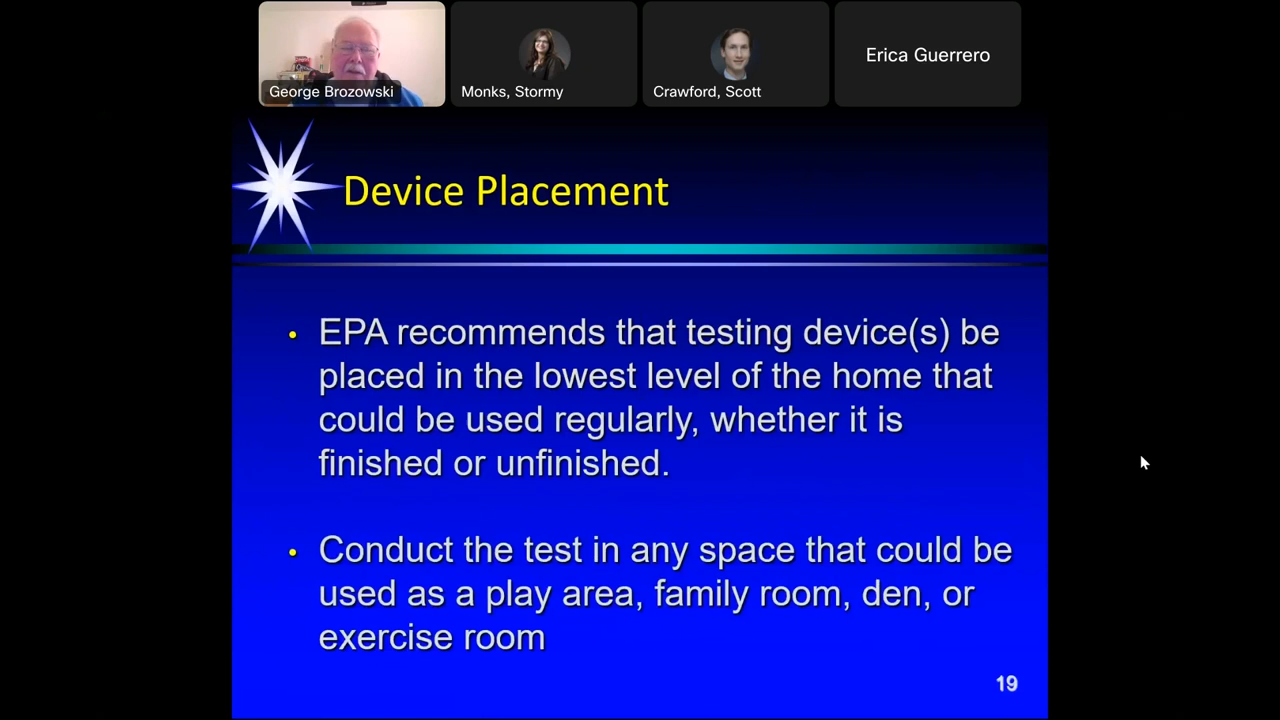 George Brozowski
Monks, Stormy
Crawford, Scott
Erica Guerrero
Device Placement
• EPA recommends that testing device(s) be
placed in the lowest level of the home that
could be used regularly, whether it is
finished or unfinished.
• Conduct the test in any space that could be
used as a play area, family room, den, or
exercise room
19